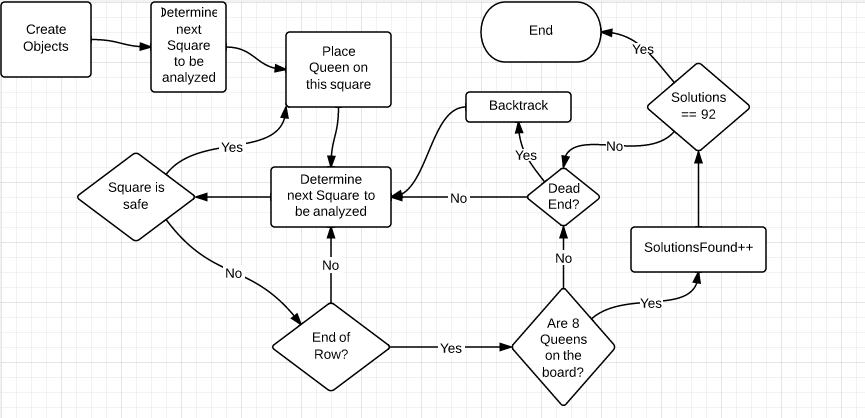 Create
Objects
Determine
next
Square
to be
analyzed
Place
Queen on
this square
End
Yes
Solutions
== 92
Backtrack
No
Yes
Yes
Square is
safe
Determine
next Square to
be analyzed
No
Dead
End?
No
No
No
SolutionsFound++
Yes
End of
Row?
Yes
Are 8
Queens
on the
board?